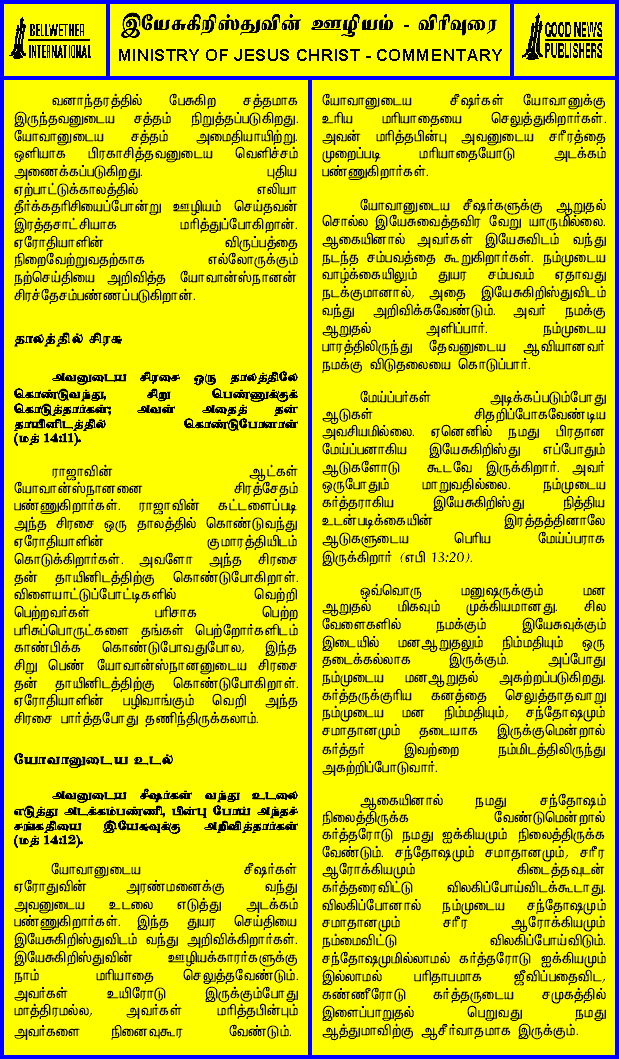 BELLWETHER
INTERNATIONAL
இயேசுகிறிஸ்துவின் ஊழியம் - விரிவுரை
MINISTRY OF JESUS CHRIST - COMMENTARY
GOOD NEWS
PUBLISHERS
வனாந்தரத்தில் பேசுகிற சத்தமாக
இருந்தவனுடைய சத்தம் நிறுத்தப்படுகிறது.
யோவானுடைய சத்தம் அமைதியாயிற்று.
ஒளியாக பிரகாசித்தவனுடைய வெளிச்சம்
அணைக்கப்படுகிறது. புதிய
ஏற்பாட்டுக்காலத்தில் எலியா
தீர்க்கதரிசியைப்போன்று ஊழியம் செய்தவன்
இரத்தசாட்சியாக மரித்துப்போகிறான்.
ஏரோதியாளின் விருப்பத்தை
நிறைவேற்றுவதற்காக எல்லோருக்கும்
நற்செய்தியை அறிவித்த யோவான்ஸ்நானன்
சிரச்தேசம்பண்ணப்படுகிறான்.
தாலத்தில் சிரசு
அவனுடைய சிரசை ஒரு தாலத்திலே
கொண்டுவந்து, சிறு பெண்ணுக்குக்
கொடுத்தார்கள்; அவள் அதைத் தன்
தாயினிடத்தில் கொண்டுபோனாள்
(மத் 14:11).
ராஜாவின் ஆட்கள்
யோவான்ஸ்நானனை சிரத்சேதம்
பண்ணுகிறார்கள். ராஜாவின் கட்டளைப்படி
அந்த சிரசை ஒரு தாலத்தில் கொண்டுவந்து
ஏரோதியாளின் குமாரத்தியிடம்
கொடுக்கிறார்கள். அவளோ அந்த சிரசை
தன் தாயினிடத்திற்கு கொண்டுபோகிறாள்.
விளையாட்டுப்போட்டிகளில் வெற்றி
பெற்றவர்கள் பரிசாக பெற்ற
பரிசுப்பொருட்களை தங்கள் பெற்றோர்களிடம்
காண்பிக்க கொண்டுபோவதுபோல, இந்த
சிறு பெண் யோவான்ஸ்நானனுடைய சிரசை
தன் தாயினிடத்திற்கு கொண்டுபோகிறாள்.
ஏரோதியாளின் பழிவாங்கும் வெறி அந்த
சிரசை பார்த்தபோது தணிந்திருக்கலாம்.
யோவானுடைய உடல்
அவனுடைய சீஷர்கள் வந்து உடலை
எடுத்து அடக்கம்பண்ணி, பின்பு போய் அந்தச்
சங்கதியை இயேசுவுக்கு அறிவித்தார்கள்
(மத் 14:12).
யோவானுடைய சீஷர்கள்
ஏரோதுவின் அரண்மனைக்கு வந்து
அவனுடைய உடலை எடுத்து அடக்கம்
பண்ணுகிறார்கள். இந்த துயர செய்தியை
இயேசுகிறிஸ்துவிடம் வந்து அறிவிக்கிறார்கள்.
இயேசுகிறிஸ்துவின் ஊழியக்காரர்களுக்கு
நாம் மரியாதை செலுத்தவேண்டும்.
அவர்கள் உயிரோடு இருக்கும்போது
மாத்திரமல்ல, அவர்கள் மரித்தபின்பும்
அவர்களை நினைவுகூர வேண்டும்.
யோவானுடைய சீஷர்கள் யோவானுக்கு
உரிய மரியாதையை செலுத்துகிறார்கள்.
அவன் மரித்தபின்பு அவனுடைய சரீரத்தை
முறைப்படி மரியாதையோடு அடக்கம்
பண்ணுகிறார்கள்.
யோவானுடைய சீஷர்களுக்கு ஆறுதல்
சொல்ல இயேசுவைத்தவிர வேறு யாருமில்லை.
ஆகையினால் அவர்கள் இயேசுவிடம் வந்து
நடந்த சம்பவத்தை கூறுகிறார்கள். நம்முடைய
வாழ்க்கையிலும் துயர சம்பவம் ஏதாவது
நடக்குமானால், அதை இயேசுகிறிஸ்துவிடம்
வந்து அறிவிக்கவேண்டும். அவர் நமக்கு
ஆறுதல் அளிப்பார். நம்முடைய
பாரத்திலிருந்து தேவனுடைய ஆவியானவர்
நமக்கு விடுதலையை கொடுப்பார்.
மேய்ப்பர்கள் அடிக்கப்படும்போது
ஆடுகள் சிதறிப்போகவேண்டிய
அவசியமில்லை. ஏனெனில் நமது பிரதான
மேய்ப்பனாகிய இயேசுகிறிஸ்து எப்போதும்
ஆடுகளோடு கூடவே இருக்கிறார். அவர்
ஒருபோதும் மாறுவதில்லை. நம்முடைய
கர்த்தராகிய இயேசுகிறிஸ்து நித்திய
உடன்படிக்கையின் இரத்தத்தினாலே
ஆடுகளுடைய பெரிய மேய்ப்பராக
இருக்கிறார் (எபி 13:20).
ஒவ்வொரு மனுஷருக்கும் மன
ஆறுதல் மிகவும் முக்கியமானது. சில
வேளைகளில் நமக்கும் இயேசுவுக்கும்
இடையில் மனஆறுதலும் நிம்மதியும் ஒரு
தடைக்கல்லாக இருக்கும். அப்போது
நம்முடைய மனஆறுதல் அகற்றப்படுகிறது.
கர்த்தருக்குரிய கனத்தை செலுத்தாதவாறு
நம்முடைய மன நிம்மதியும், சந்தோஷமும்
சமாதானமும் தடையாக இருக்குமென்றால்
கர்த்தர் இவற்றை நம்மிடத்திலிருந்து
அகற்றிப்போடுவார்.
ஆகையினால் நமது சந்தோஷம்
நிலைத்திருக்க வேண்டுமென்றால்
கர்த்தரோடு நமது ஐக்கியமும் நிலைத்திருக்க
வேண்டும். சந்தோஷமும் சமாதானமும், சரீர
ஆரோக்கியமும் கிடைத்தவுடன்
கர்த்தரைவிட்டு விலகிப்போய்விடக்கூடாது.
விலகிப்போனால் நம்முடைய சந்தோஷமும்
சமாதானமும் சரீர ஆரோக்கியமும்
நம்மைவிட்டு விலகிப்போய்விடும்.
சந்தோஷமுமில்லாமல் கர்த்தரோடு ஐக்கியமும்
இல்லாமல் பரிதாபமாக ஜீவிப்பதைவிட,
கண்ணீரோடு கர்த்தருடைய சமுகத்தில்
இளைப்பாறுதல் பெறுவது நமது
ஆத்துமாவிற்கு ஆசீர்வாதமாக இருக்கும்.